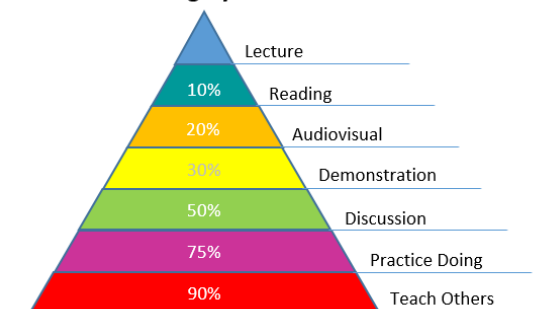 Lecture
10% Reading
20% Audiovisual
30% Demonstration
50% Discussion
75% Practice Doing
90% Teach Others